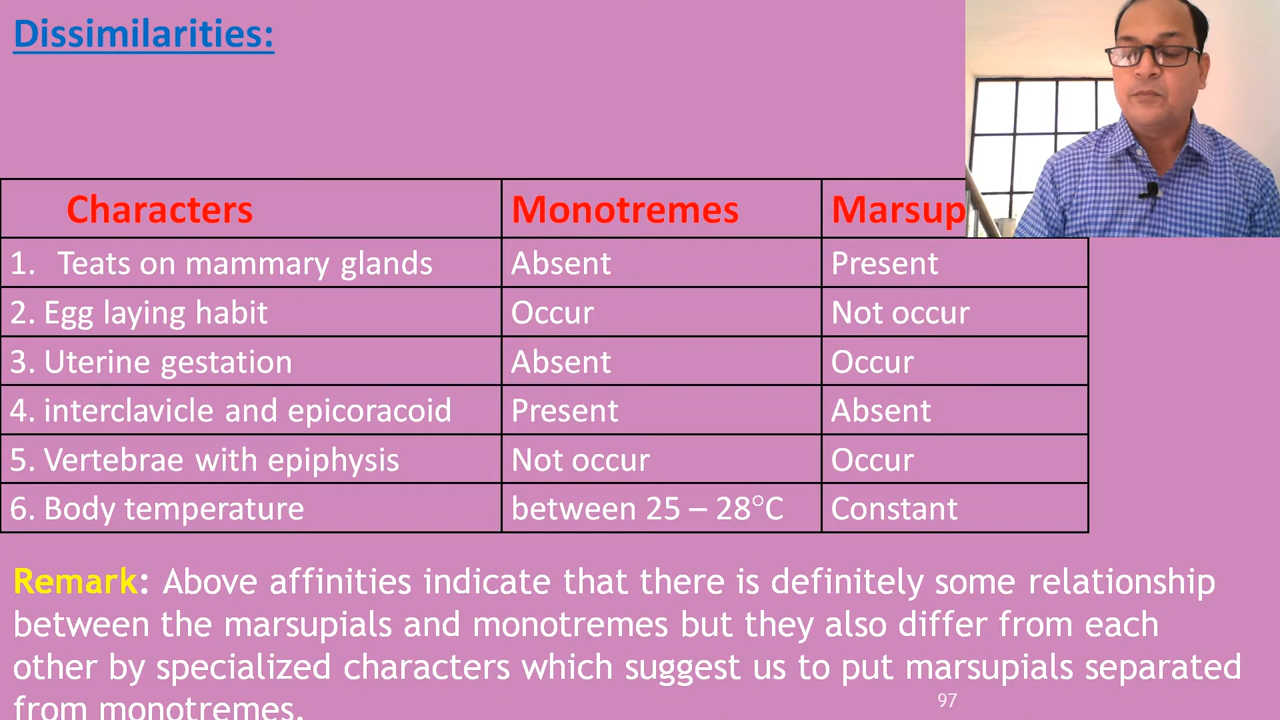 Dissimilarities:
Characters Monotremes Marsup
1. Teats on mammary glands Absent Present
2. Egg laying habit Occur Not occur
3. Uterine gestation Absent Occur
4. interclavicle and epicoracoid Present Absent
5. Vertebrae with epiphysis Not occur Occur
6. Body temperature between 25 – 28°C Constant
Remark: Above affinities indicate that there is definitely some relationship
between the marsupials and monotremes but they also differ from each
other by specialized characters which suggest us to put marsupials separated
from monotremes.
97